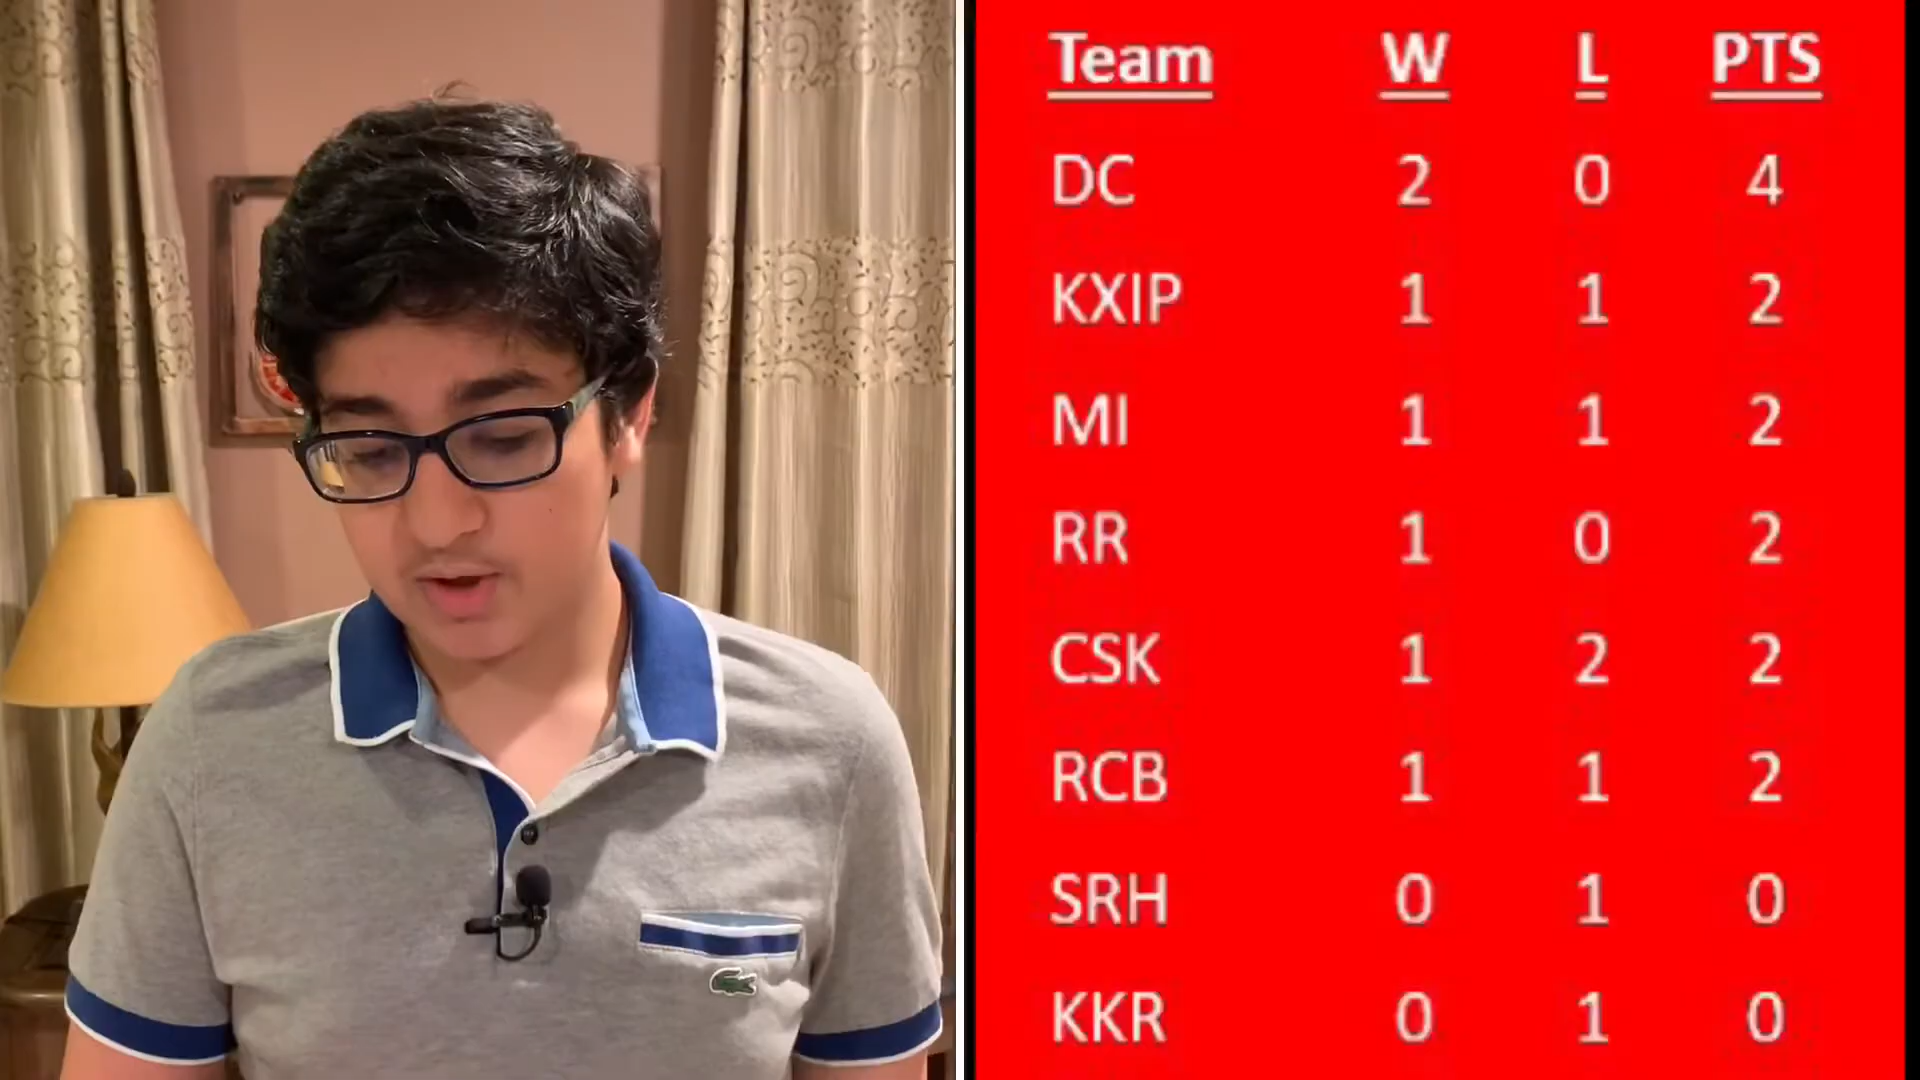 Team W L PTS
DC 2 0 4
KXIP 1 1 2
MI 1 1 2
RR 1 0 2
CSK 1 2 2
RCB 1 1 2
SRH 0 1 0
KKR 0 1 0